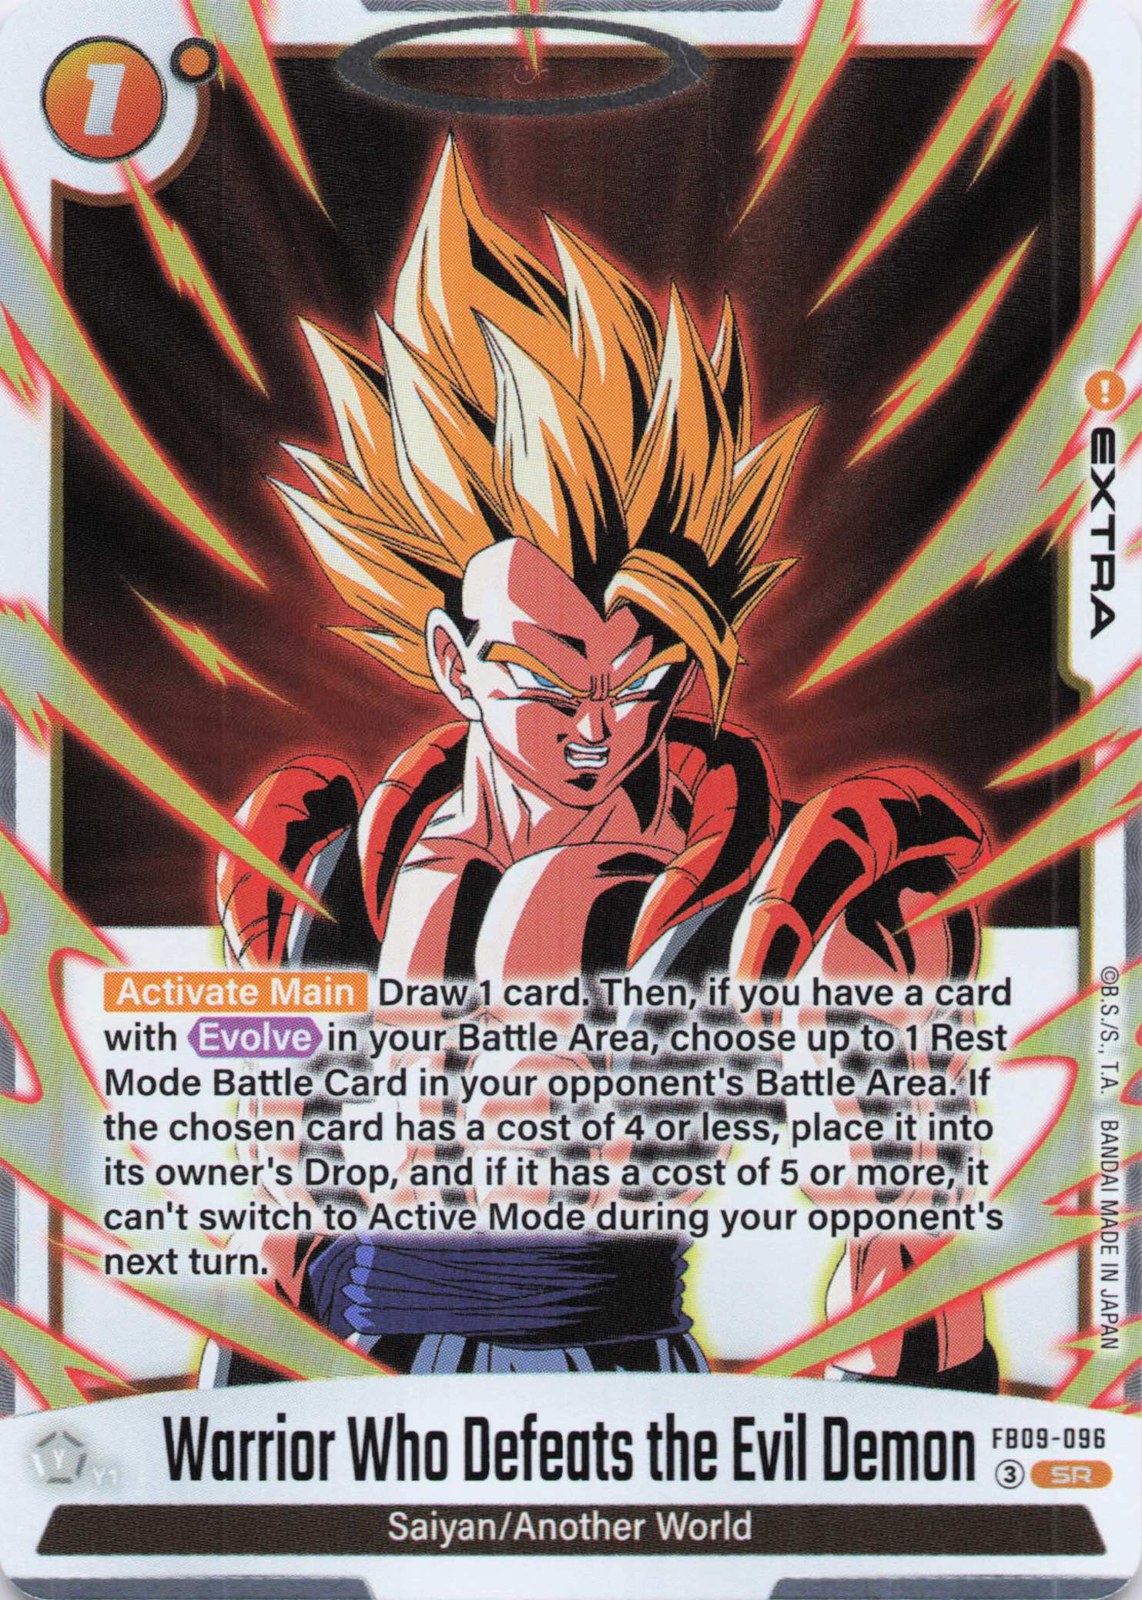 1
! EXTRA
Activate Main Draw 1 card. Then, if you have a card
with Evolve in your Battle Area, choose up to 1 Rest
Mode Battle Card in your opponent's Battle Area. If
the chosen card has a cost of 4 or less, place it into
its owner's Drop, and if it has a cost of 5 or more, it
can't switch to Active Mode during your opponent's
next turn.
©B.S./S., T.A. BANDAI MADE IN JAPAN
Y
Y1
Warrior Who Defeats the Evil Demon
FB09-096
3 SR
Saiyan/Another World